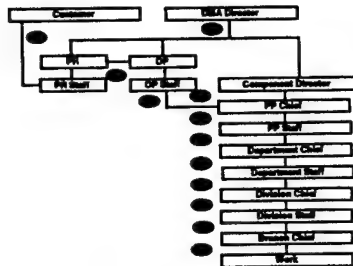 Customer
DMA Director
PR
OP
PR Staff
OP Staff
Component Director
PP Chief
PP Staff
Department Chief
Department Staff
Division Chief
Division Staff
Branch Chief
Work